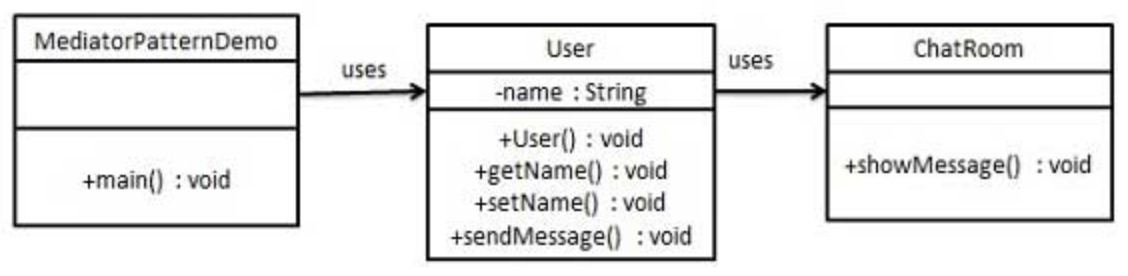 MediatorPatternDemo
+main() : void
uses
User
-name : String
+User() : void
+getName() : void
+setName() : void
+sendMessage() : void
uses
ChatRoom
+showMessage() : void